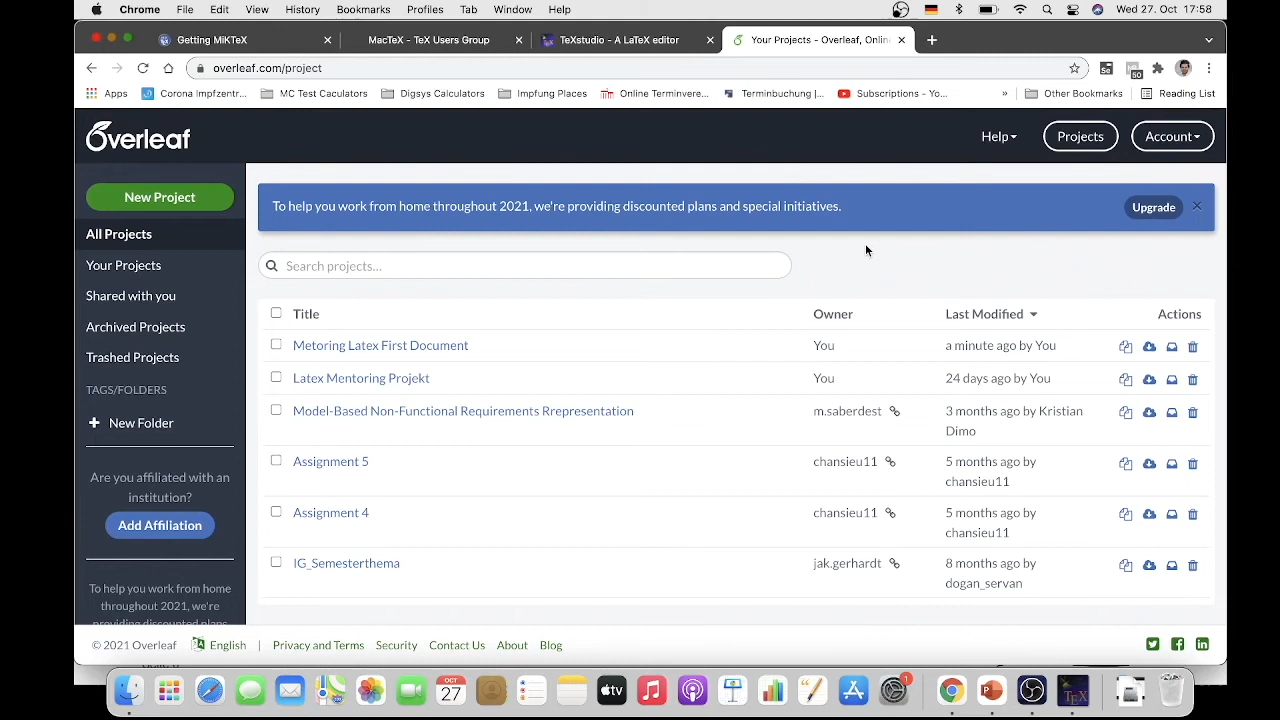 Chrome File Edit View History Bookmarks Profiles Tab Window Help Wed 27. Oct 17:58
Getting MiKTeX MacTeX - TeX Users Group TeXstudio - A LaTeX editor Your Projects - Overleaf, Onlin
overleaf.com/project
50
Apps Corona Impfzentr... MC Test Caculators Digsys Calculators Impfung Places Online Terminvere... Terminbuchung |... Subscriptions - Yo... » Other Bookmarks Reading List
Overleaf
Help Projects Account
New Project
To help you work from home throughout 2021, we're providing discounted plans and special initiatives. Upgrade
All Projects
Your Projects
Search projects...
Shared with you
Archived Projects
Trashed Projects
TAGS/FOLDERS
New Folder
Are you affiliated with an
institution?
Add Affiliation
To help you work from home
throughout 2021, we're
providing discounted plans
Title Owner Last Modified Actions
Metoring Latex First Document You a minute ago by You
Latex Mentoring Projekt You 24 days ago by You
Model-Based Non-Functional Requirements Rrepresentation m.saberdest 3 months ago by Kristian
Dimo
Assignment 5 chansieu11 5 months ago by
chansieu11
Assignment 4 chansieu11 5 months ago by
chansieu11
IG_Semesterthema jak.gerhardt 8 months ago by
dogan_servan
© 2021 Overleaf English | Privacy and Terms Security Contact Us About Blog
OCT
27
tv
1
TEX